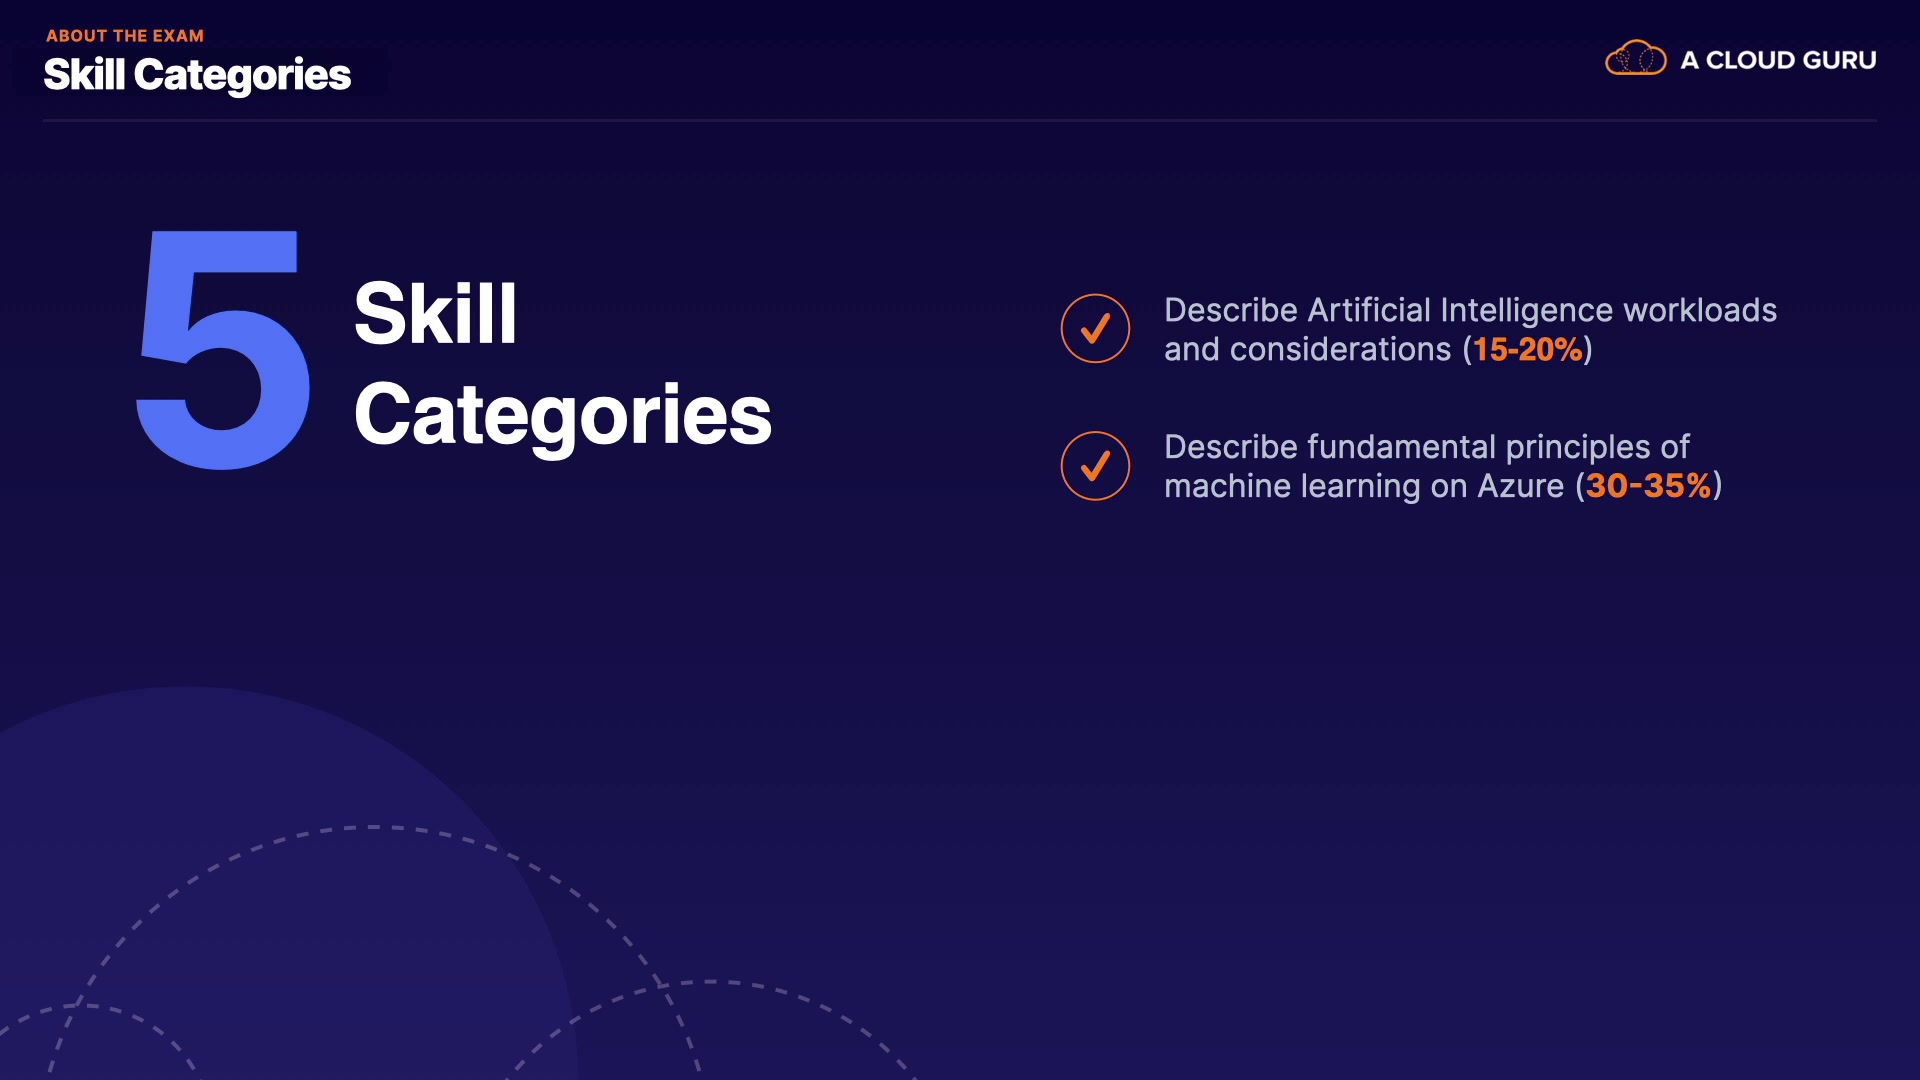 ABOUT THE EXAM
Skill Categories
A CLOUD GURU
5
Skill
Categories
Describe Artificial Intelligence workloads
and considerations (15-20%)
Describe fundamental principles of
machine learning on Azure (30-35%)